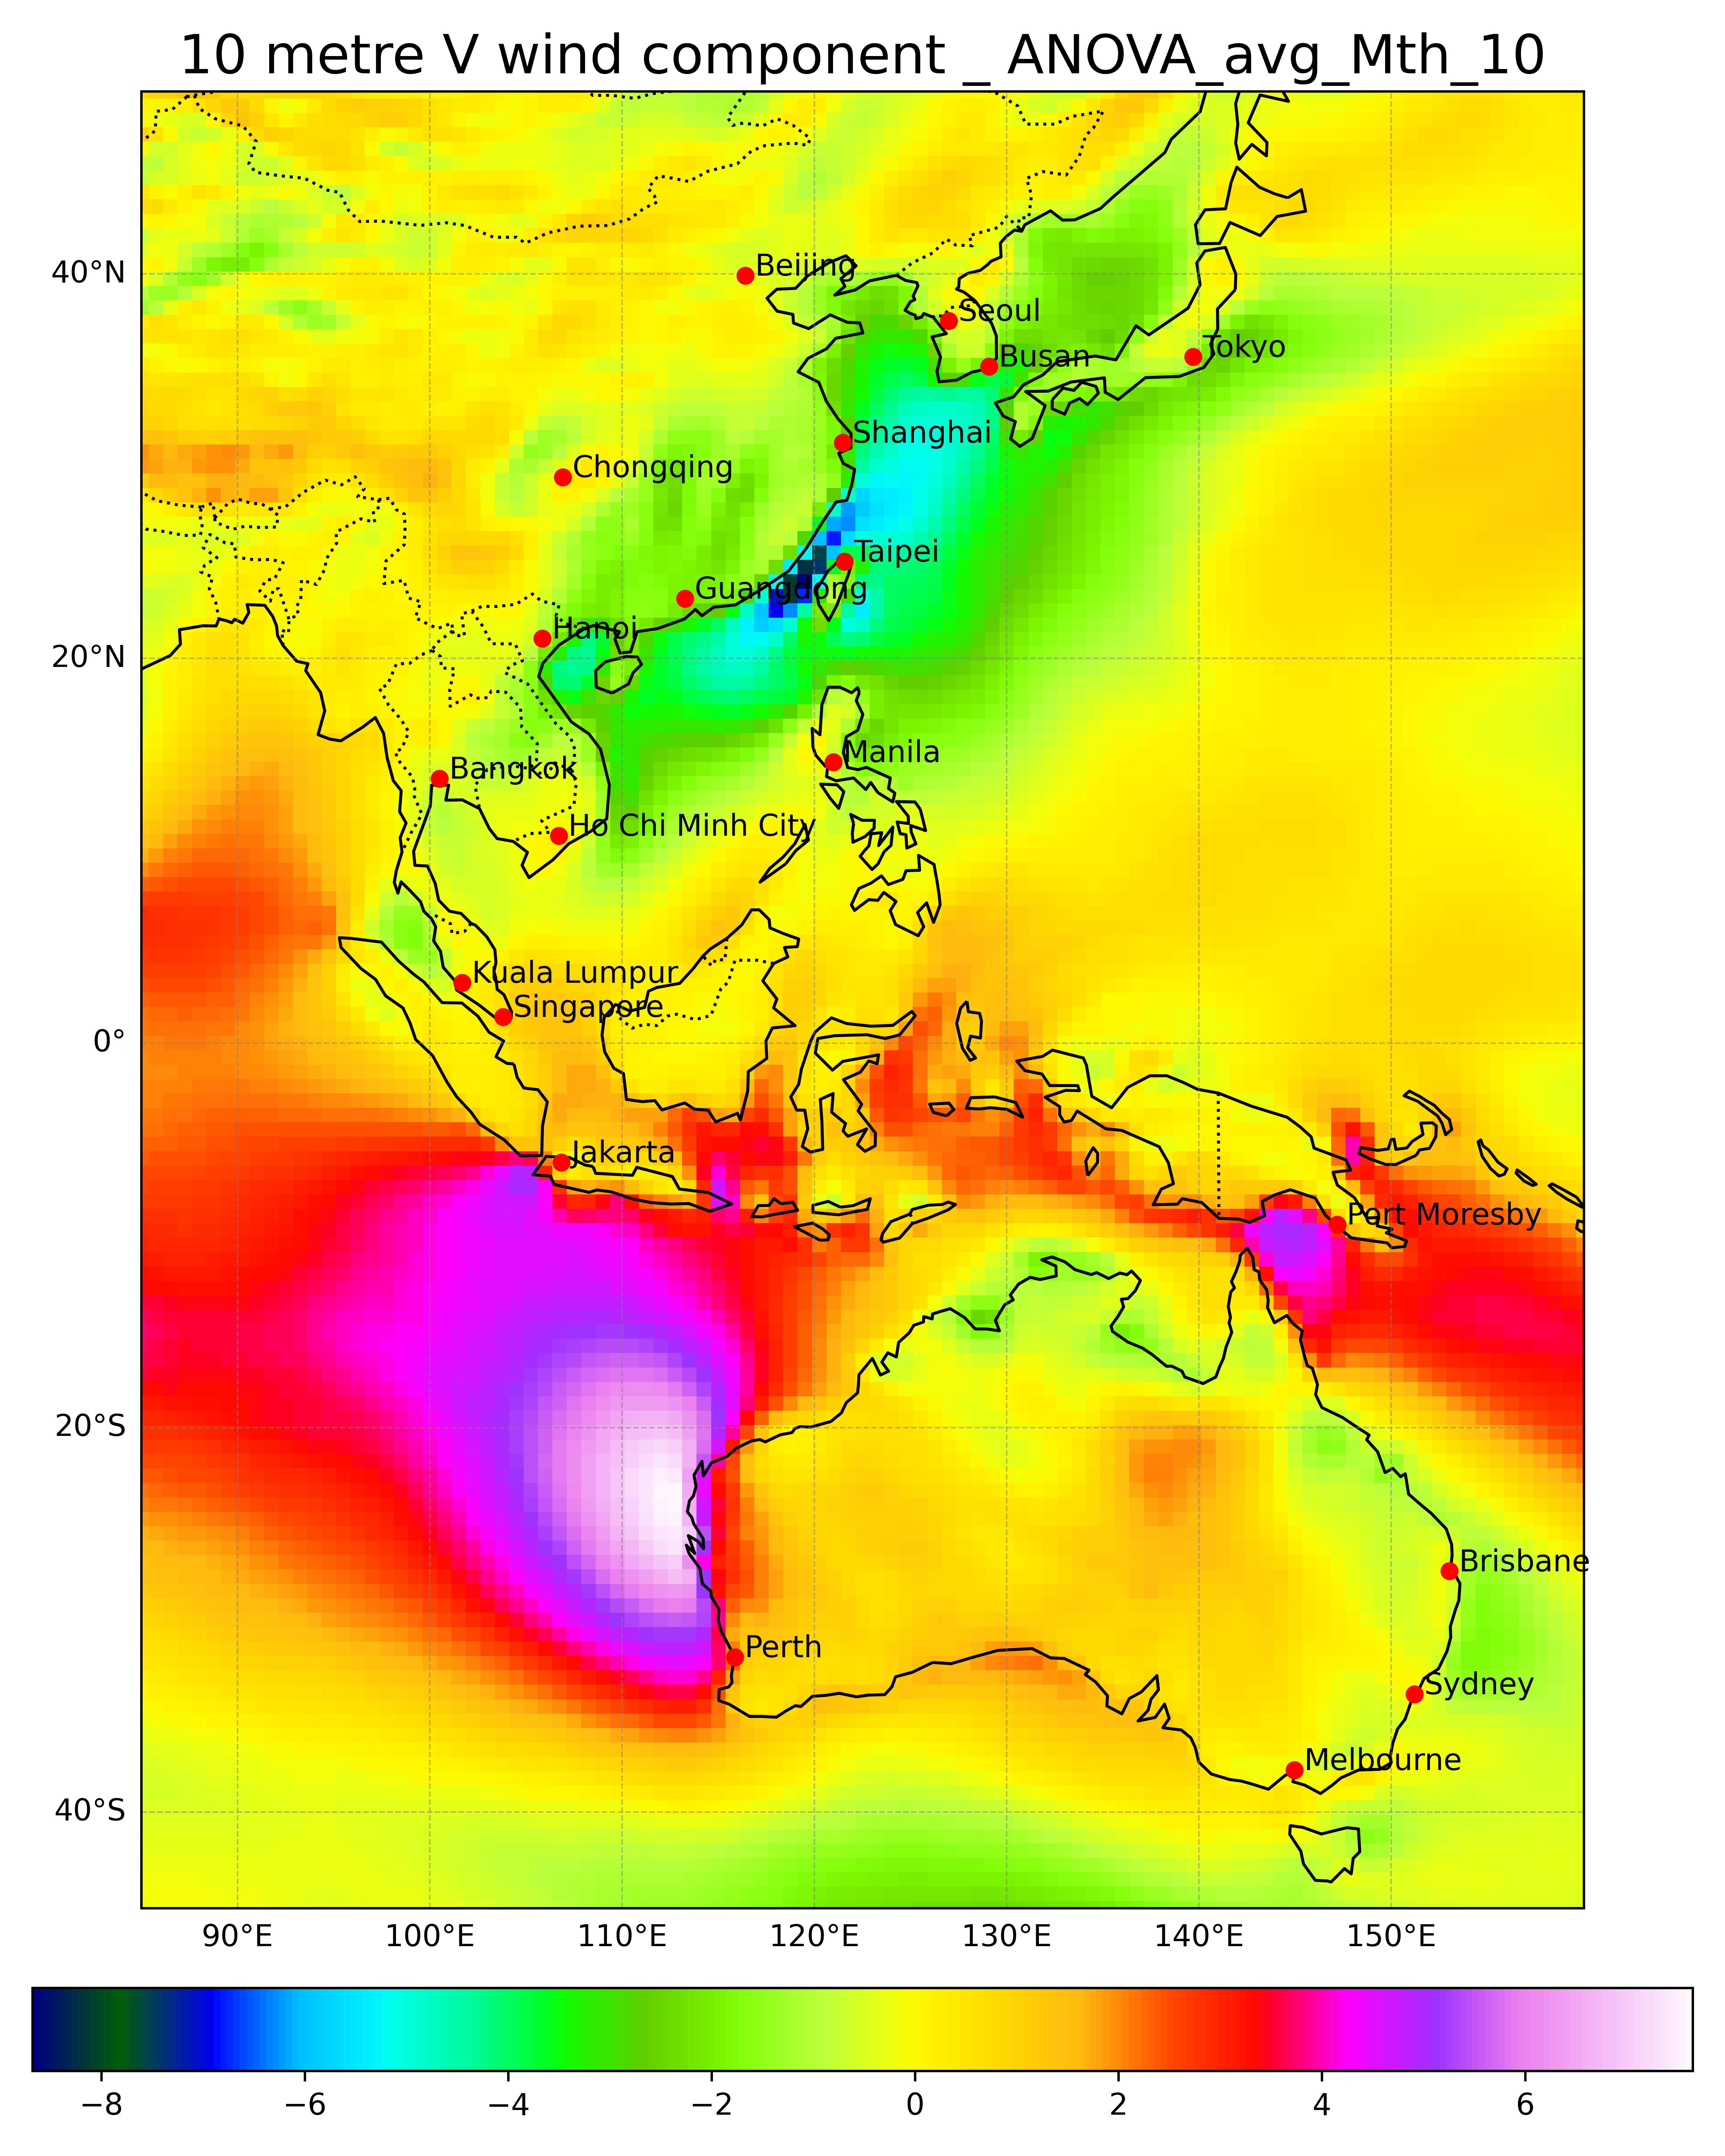 10 metre V wind component _ ANOVA_avg_Mth_10
40°N
20°N
0°
20°S
40°S
Beijing
Seoul
Busan
Tokyo
Shanghai
Chongqing
Taipei
Guangdong
Hanoi
Manila
Bangkok
Ho Chi Minh City
Kuala Lumpur
Singapore
Jakarta
Port Moresby
Brisbane
Perth
Sydney
Melbourne
90°E 100°E 110°E 120°E 130°E 140°E 150°E
−8 −6 −4 −2 0 2 4 6